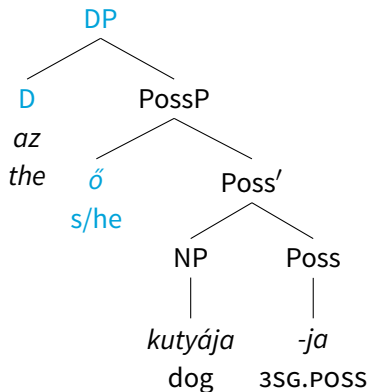 DP
D PossP
az
the
ő Poss′
s/he
NP Poss
kutyája -ja
dog 3SG.POSS